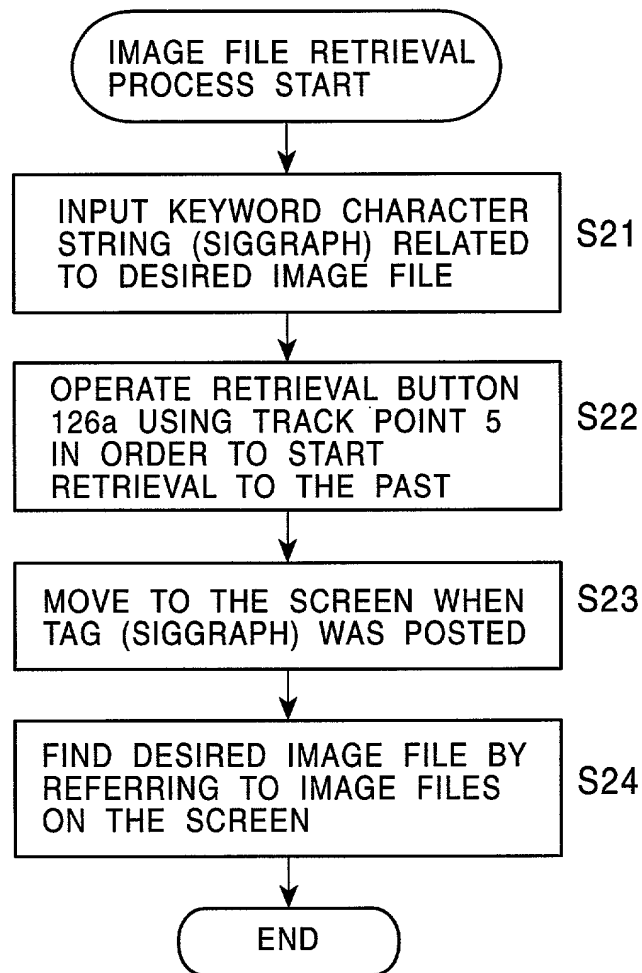 IMAGE FILE RETRIEVAL
PROCESS START
INPUT KEYWORD CHARACTER
STRING (SIGGRAPH) RELATED
TO DESIRED IMAGE FILE
S21
OPERATE RETRIEVAL BUTTON
126a USING TRACK POINT 5
IN ORDER TO START
RETRIEVAL TO THE PAST
S22
MOVE TO THE SCREEN WHEN
TAG (SIGGRAPH) WAS POSTED
S23
FIND DESIRED IMAGE FILE BY
REFERRING TO IMAGE FILES
ON THE SCREEN
S24
END